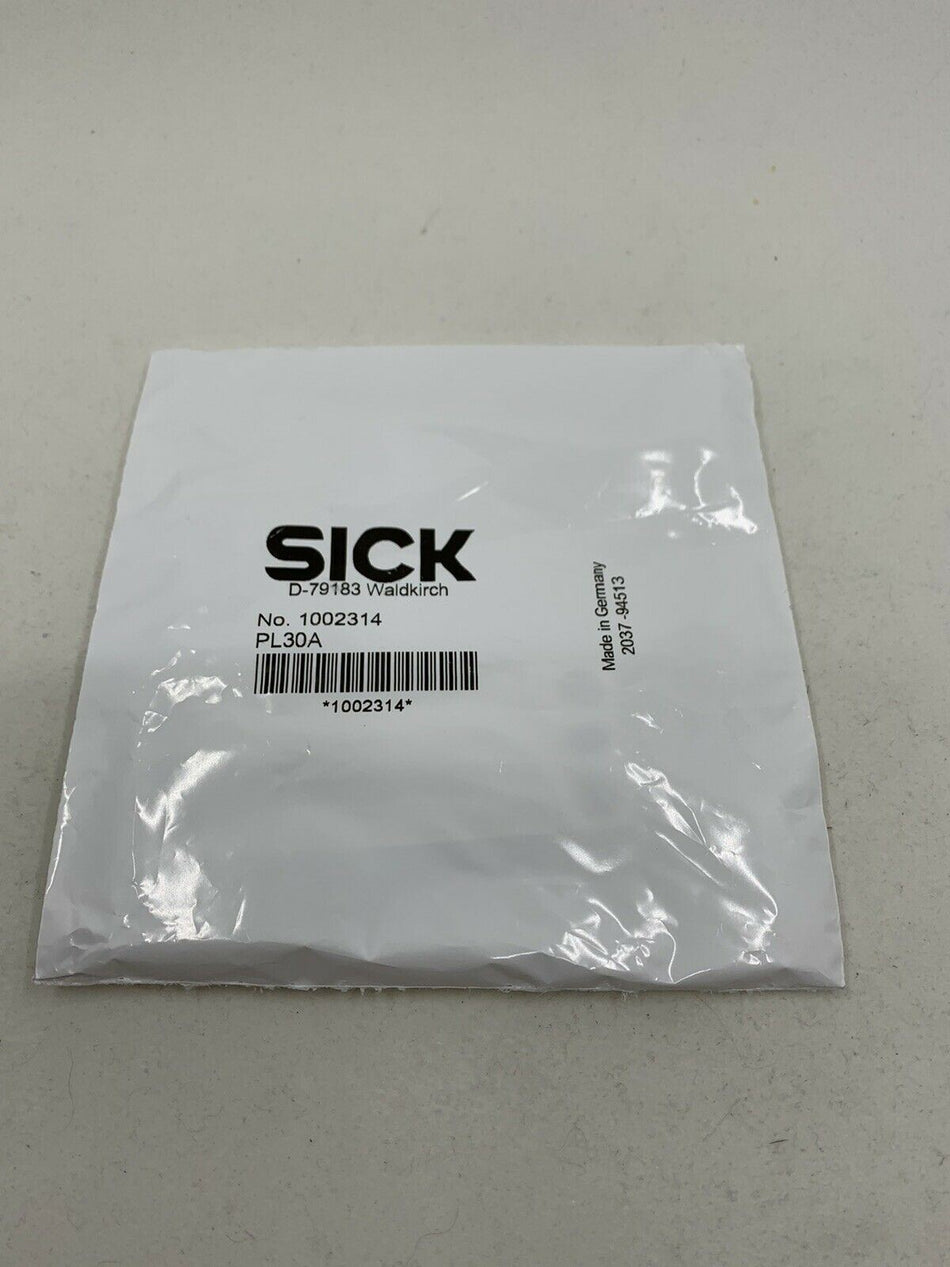 SICK
D-79183 Waldkirch
No. 1002314
PL30A
*1002314*
Made in Germany
2037 -94513